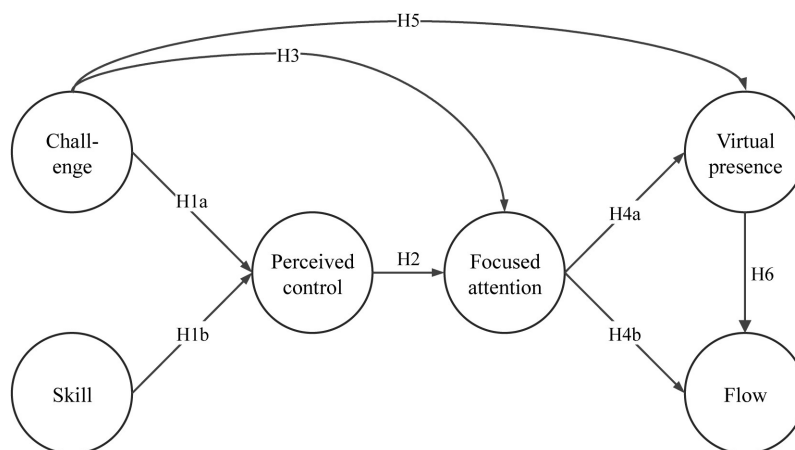 H5
H3
Chall-
enge
Virtual
presence
H1a
H4a
Perceived
control
H2
Focused
attention
H6
H1b
H4b
Skill
Flow